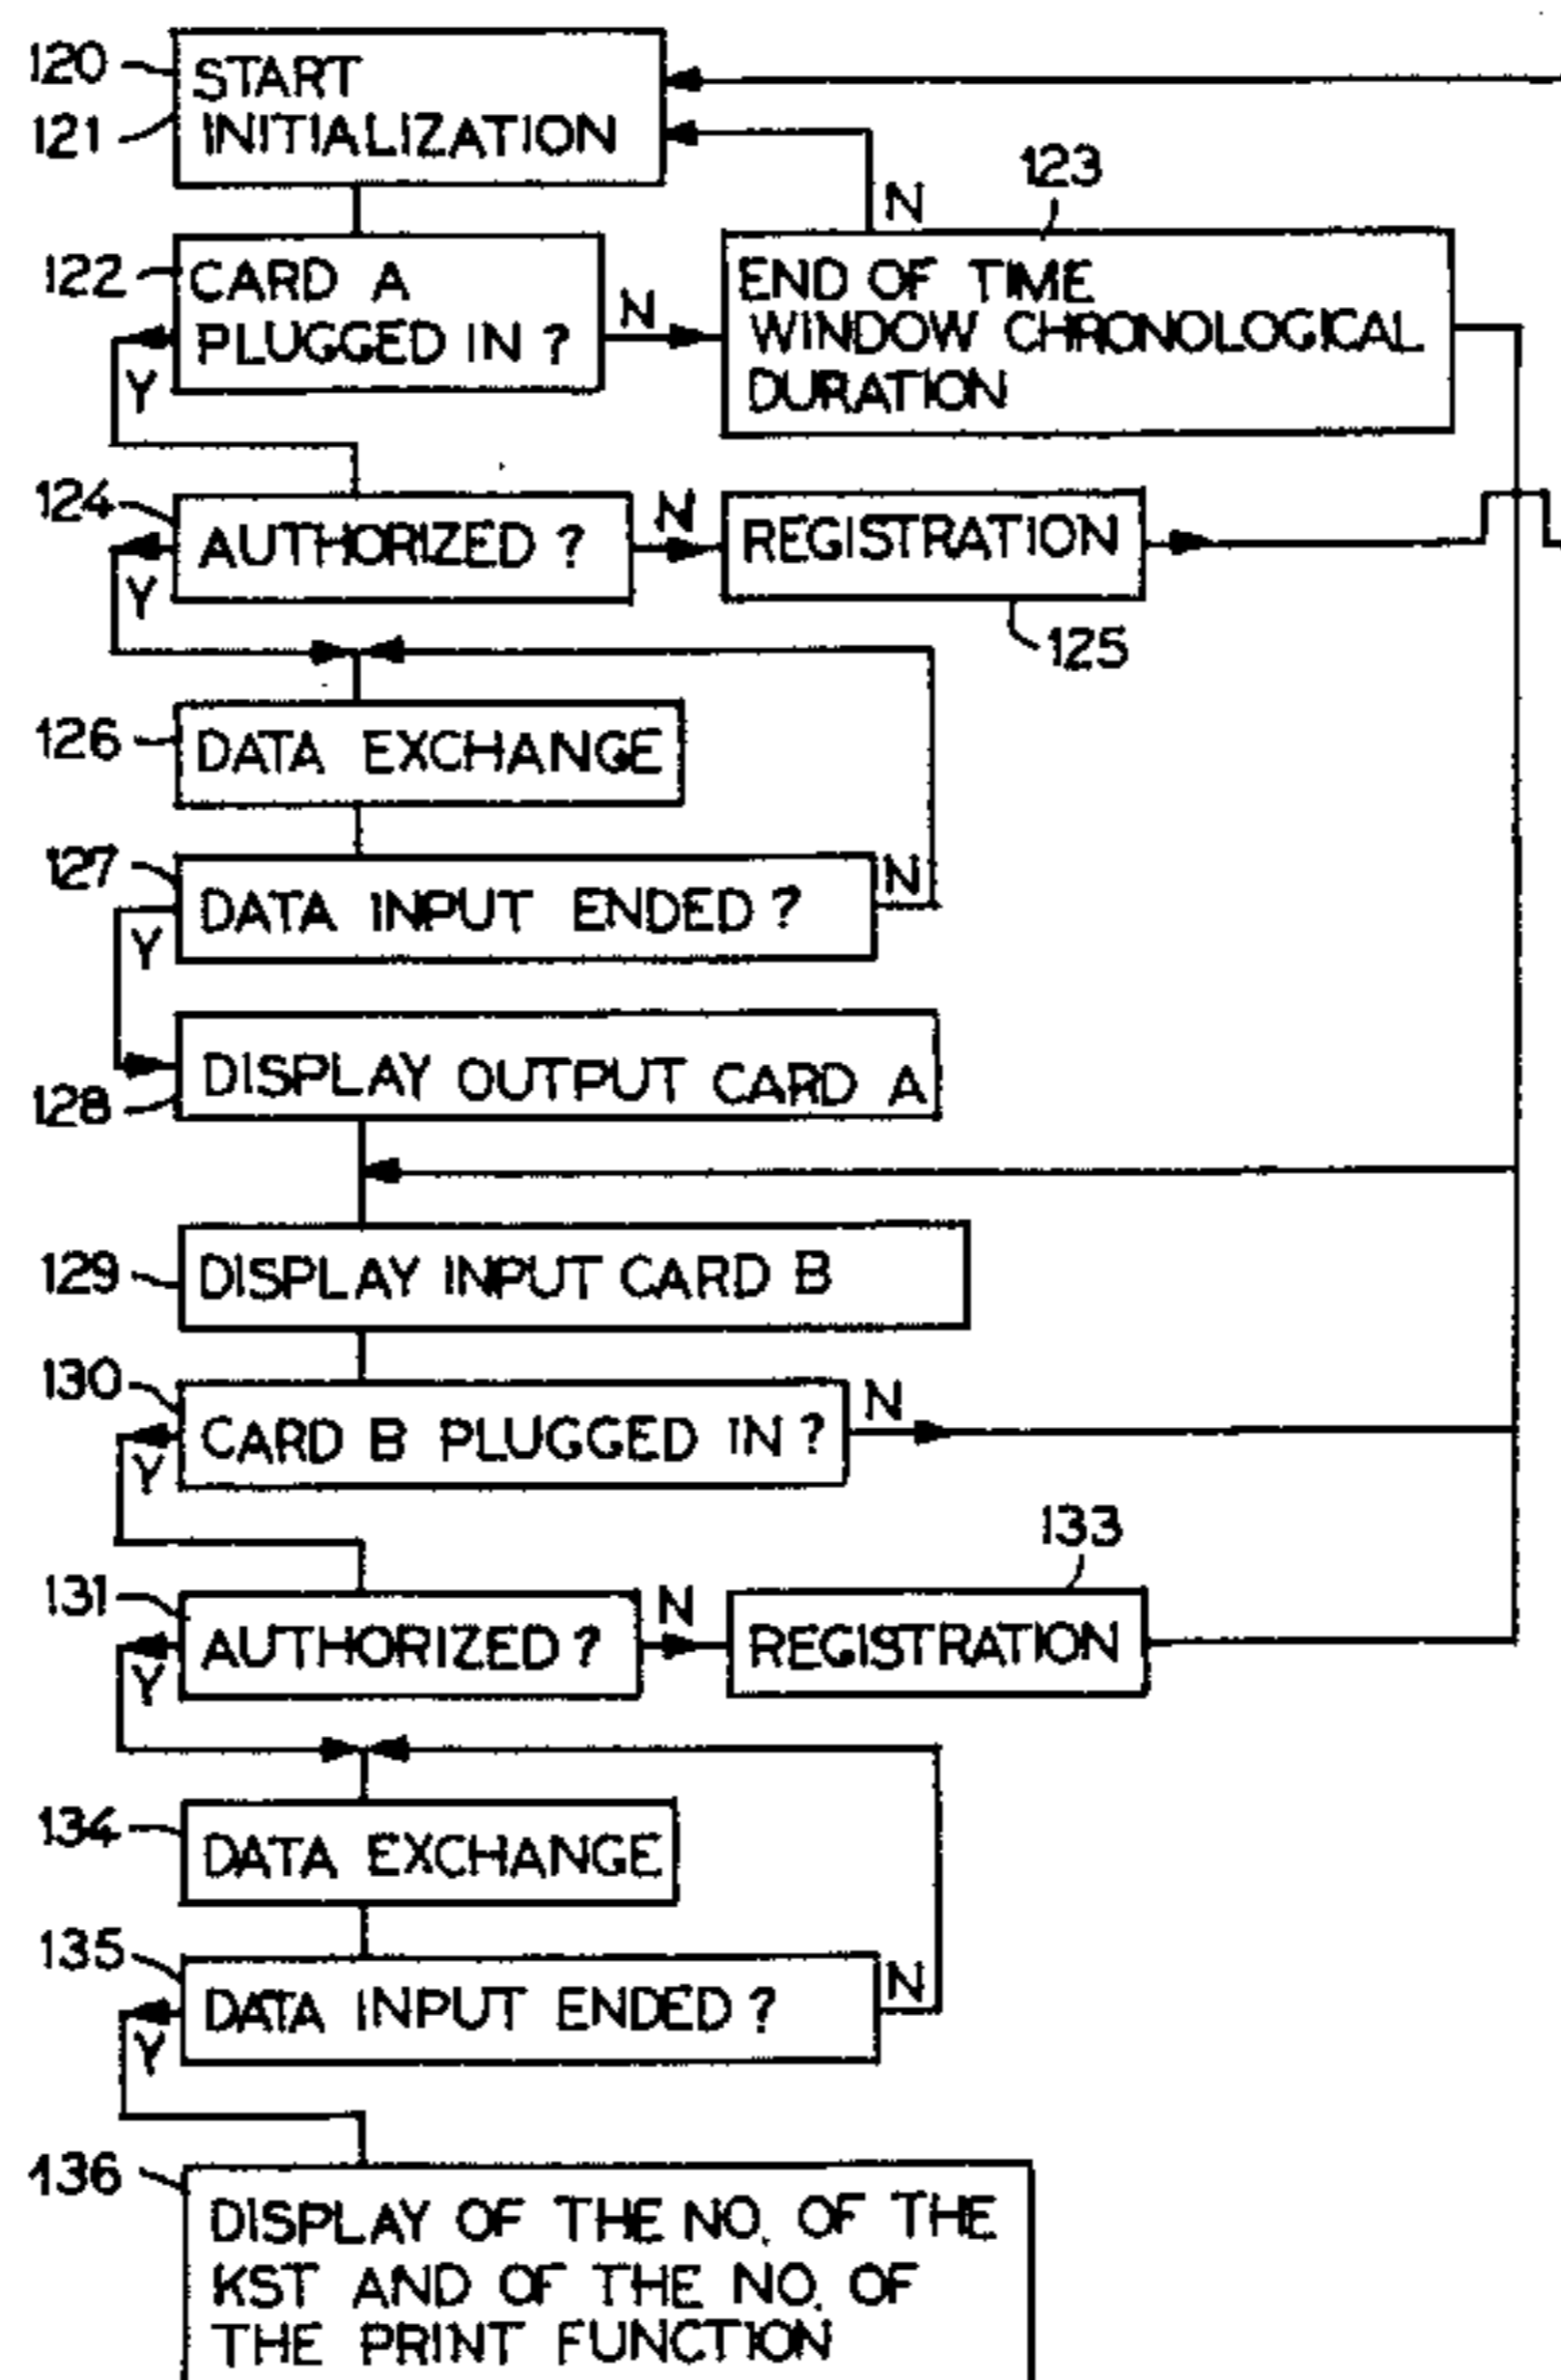 120
START
121
INITIALIZATION
N
123
122
CARD A
PLUGGED IN ?
N
Y
END OF TIME
WINDOW CHRONOLOGICAL
DURATION
124
AUTHORIZED ?
N
Y
REGISTRATION
125
126
DATA EXCHANGE
127
DATA INPUT ENDED ?
N
Y
DISPLAY OUTPUT CARD A
128
129
DISPLAY INPUT CARD B
130
CARD B PLUGGED IN ?
N
Y
133
131
AUTHORIZED ?
N
Y
REGISTRATION
134
DATA EXCHANGE
135
DATA INPUT ENDED ?
N
Y
136
DISPLAY OF THE NO. OF THE
KST AND OF THE NO. OF
THE PRINT FUNCTION